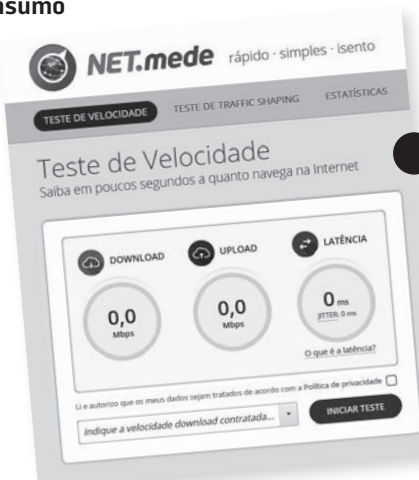 nsumo
NET.mede rápido · simples · isento
TESTE DE VELOCIDADE TESTE DE TRAFFIC SHAPING ESTATÍSTICAS
Teste de Velocidade
Saiba em poucos segundos a quanto navega na Internet
DOWNLOAD UPLOAD LATÊNCIA
0,0 0,0 0 ms
Mbps Mbps JITTER: 0 ms
O que é a latência?
Li e autorizo que os meus dados sejam tratados de acordo com a Política de privacidade
Indique a velocidade download contratada... INICIAR TESTE